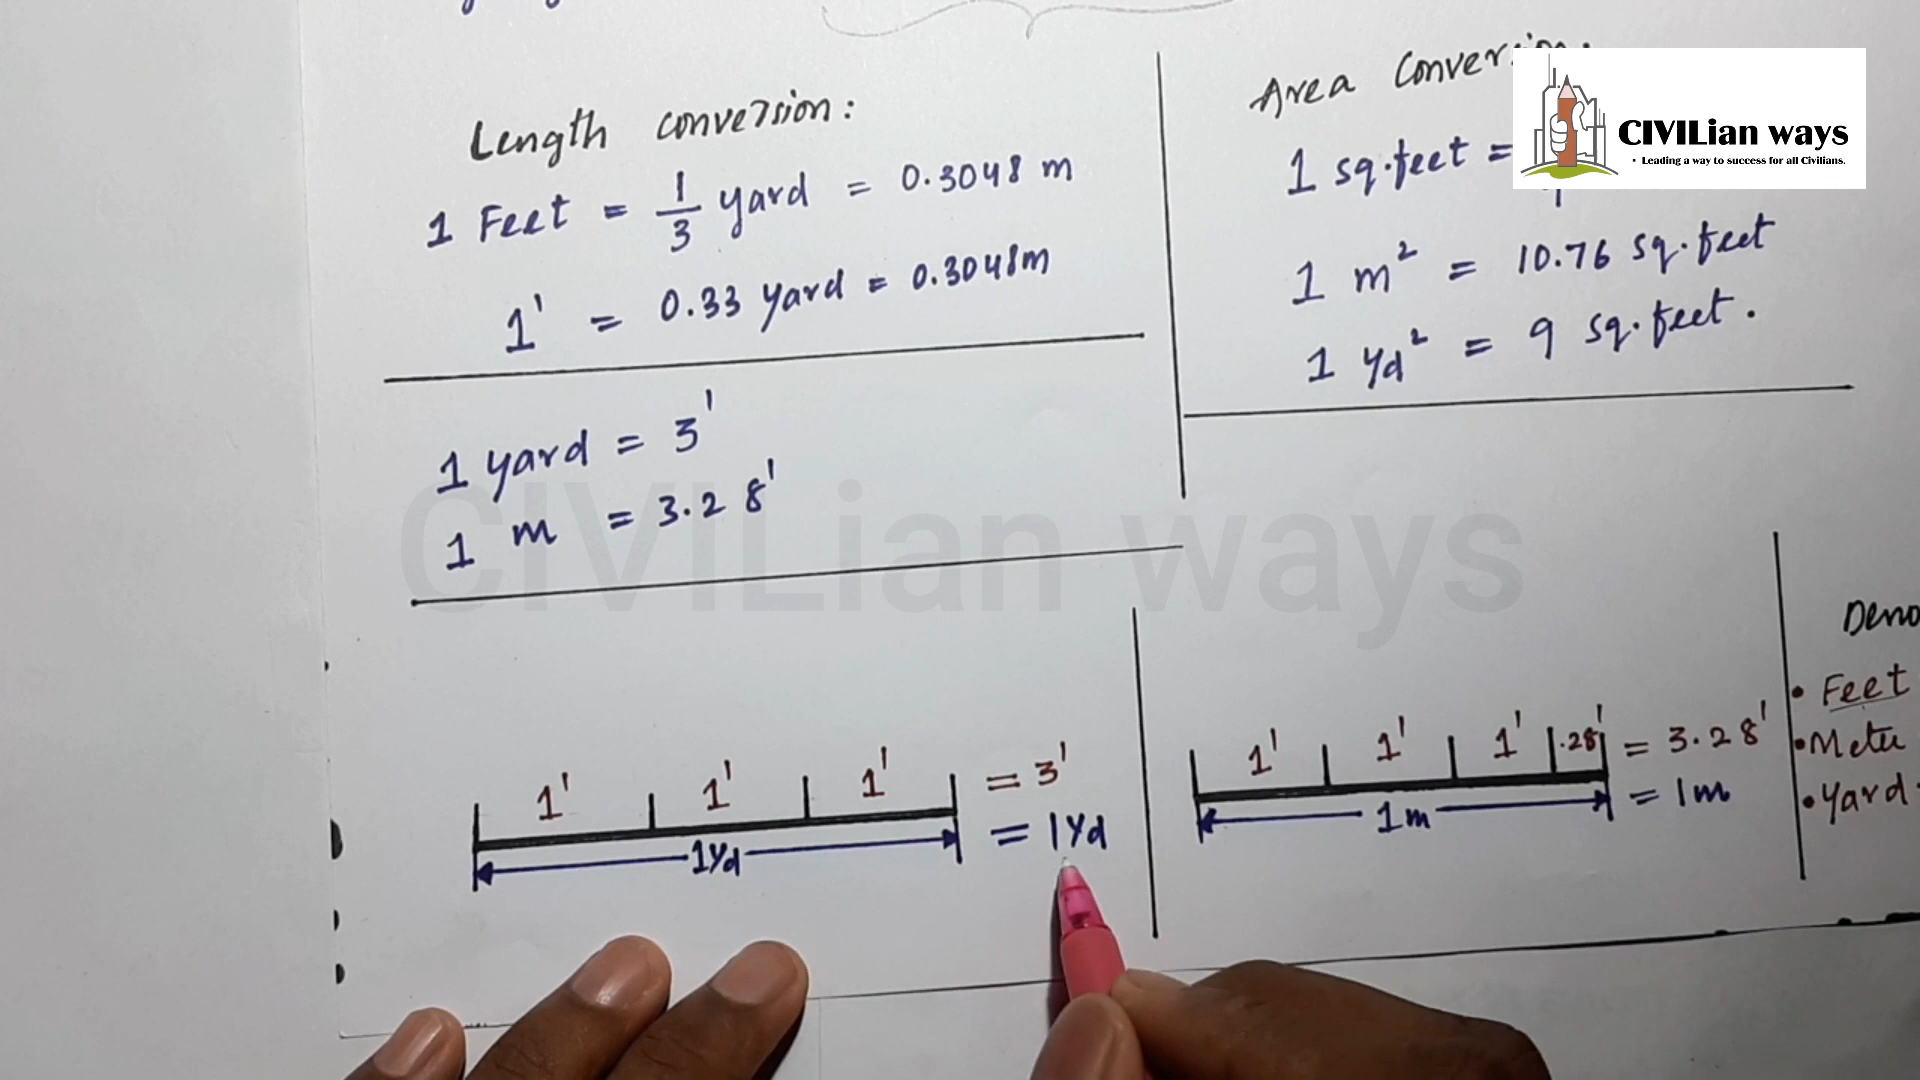 Length conversion:
1 Feet = 1/3 yard = 0.3048 m
1' = 0.33 yard = 0.3048m
1 yard = 3'
1 m = 3.28'
Area
1 sq.feet =
1 m² = 10.76 sq.feet
1 yd² = 9 sq.feet.
CIVILian ways
• Leading a way to success for all Civilians.
CIVILian ways
1' 1' 1' = 3'
1Yd = 1Yd
1' 1' 1' .28' = 3.28'
1m = 1m
• Feet
• Meter
• Yard